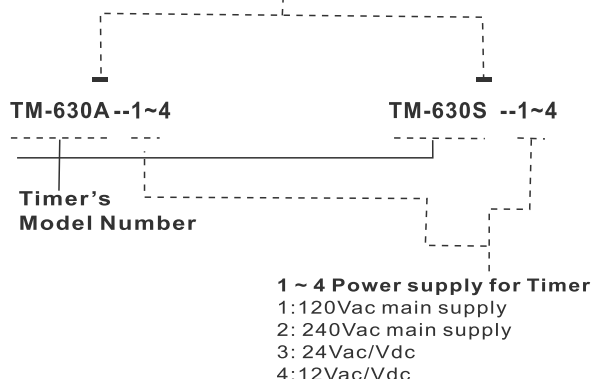 TM-630A--1~4 TM-630S --1~4
Timer's
Model Number
1 ~ 4 Power supply for Timer
1:120Vac main supply
2: 240Vac main supply
3: 24Vac/Vdc
4:12Vac/Vdc